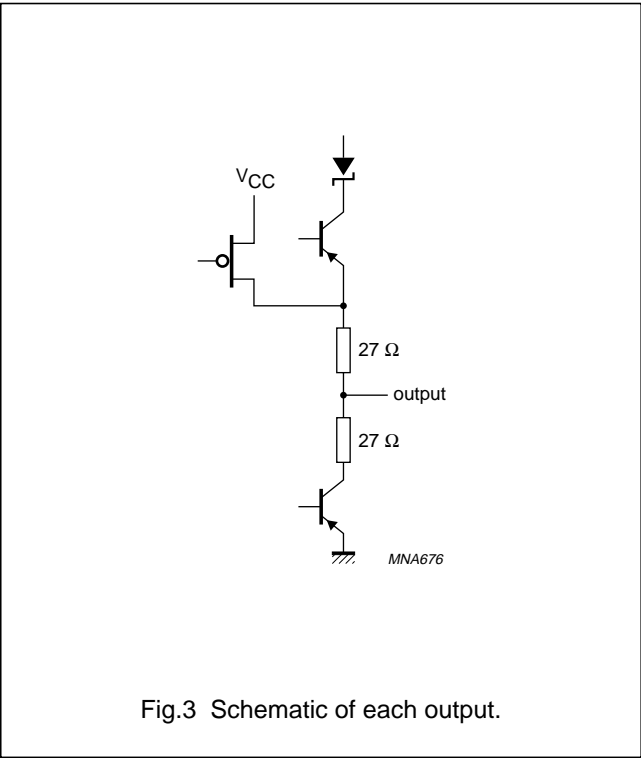 VCC
27 Ω
output
27 Ω
MNA676
Fig.3 Schematic of each output.